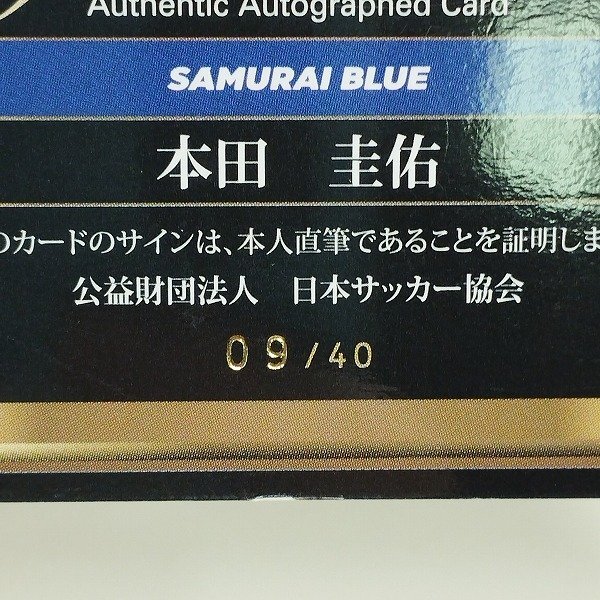 Authentic Autographed Card
SAMURAI BLUE
本田 圭佑
のカードのサインは、本人直筆であることを証明しま
公益財団法人 日本サッカー協会
09/40